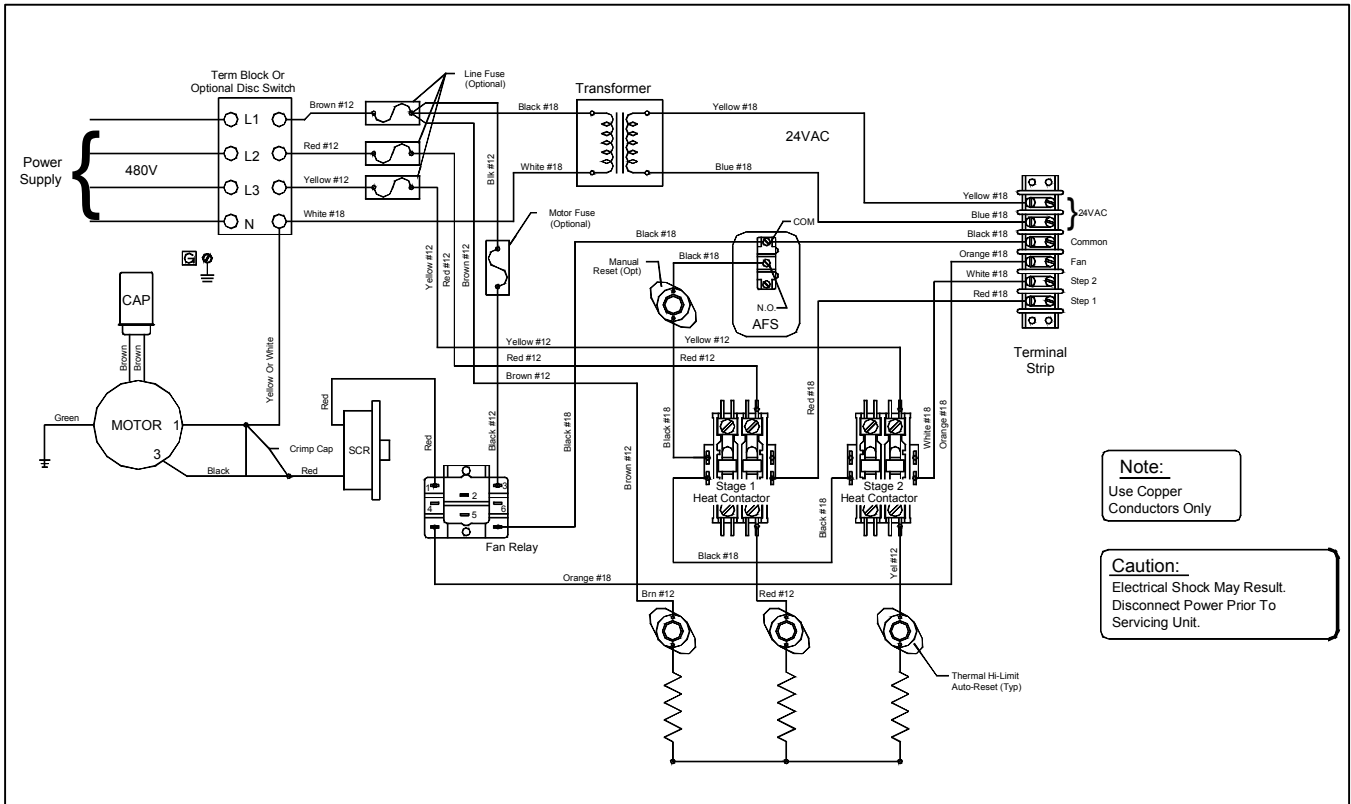 Term Block Or
Optional Disc Switch
Line Fuse
(Optional)
Transformer
Brown #12
Black #18
Yellow #18
L1
24VAC
Power
Supply
480V
L2
Red #12
Blk #12
L3
Yellow #12
White #18
Blue #18
N
White #18
Motor Fuse
(Optional)
Yellow #18
Blue #18
24VAC
COM
Black #18
Black #18
Common
G
Yellow #12
Red #12
Brown #12
Manual
Reset (Opt)
Black #18
Orange #18
Fan
White #18
Step 2
Red #18
Step 1
N.O.
AFS
CAP
Terminal
Strip
Brown
Brown
Yellow Or White
Yellow #12
Yellow #12
Red #12
Red #12
Brown #12
Green
MOTOR
1
3
Black
Crimp Cap
Red
SCR
Red
Red
Black #12
Black #18
Brown #12
Black #18
Red #18
White #18
Orange #18
1
2
3
4
5
6
Fan Relay
Stage 1
Heat Contactor
Stage 2
Heat Contactor
Black #18
Black #18
Yel #12
Orange #18
Brn #12
Red #12
Thermal Hi-Limit
Auto-Reset (Typ)
Note:
Use Copper
Conductors Only
Caution:
Electrical Shock May Result.
Disconnect Power Prior To
Servicing Unit.